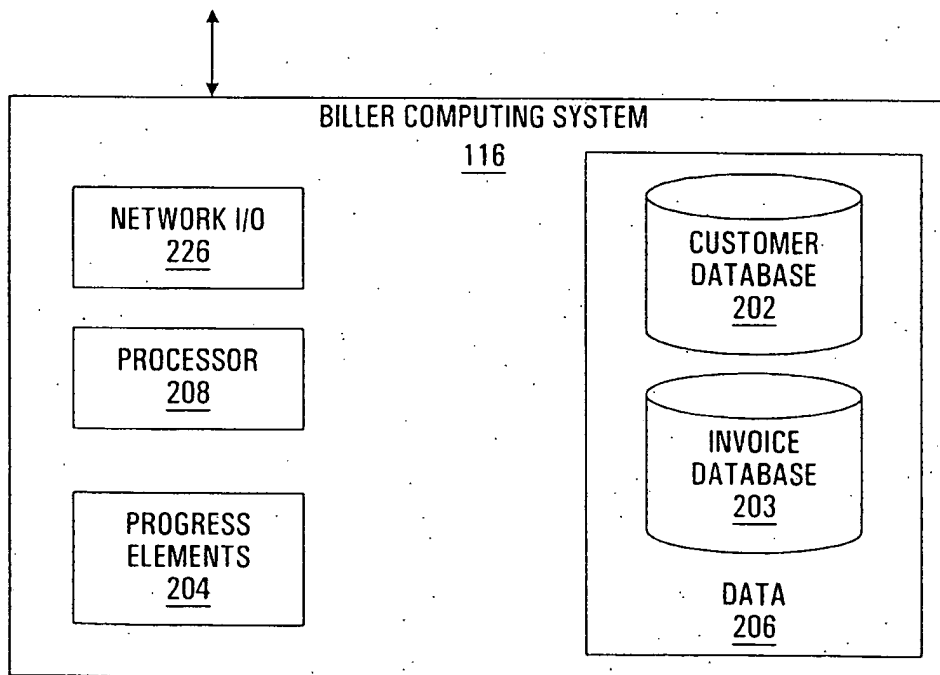 BILLER COMPUTING SYSTEM
116
NETWORK I/O
226
PROCESSOR
208
PROGRESS
ELEMENTS
204
CUSTOMER
DATABASE
202
INVOICE
DATABASE
203
DATA
206